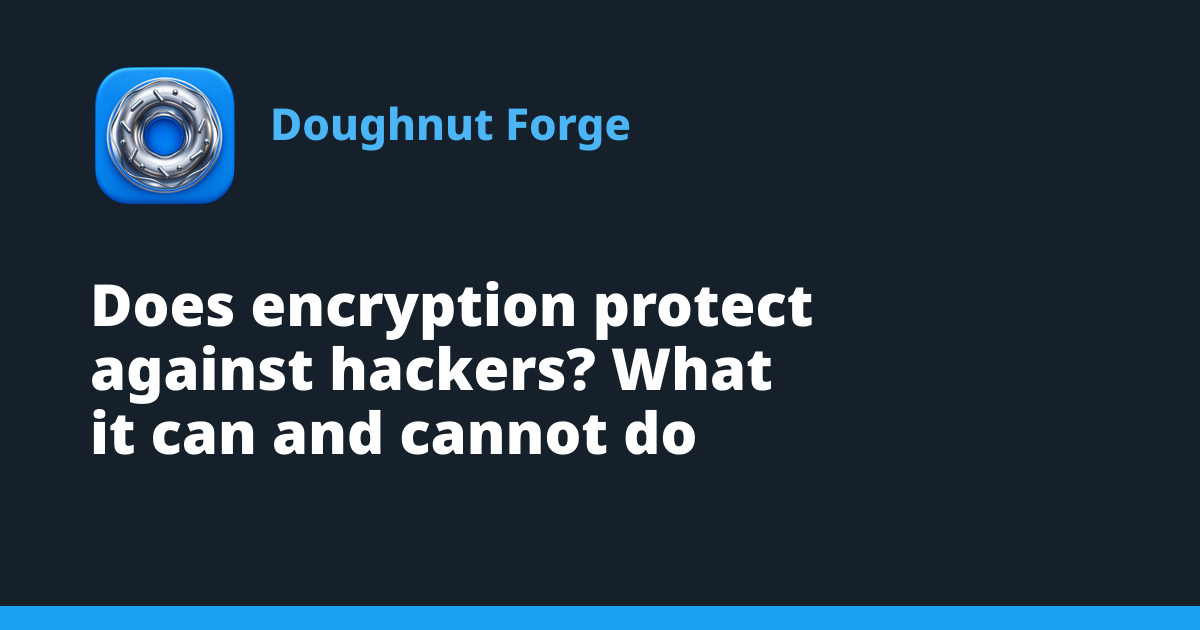 Doughnut Forge
Does encryption protect
against hackers? What
it can and cannot do